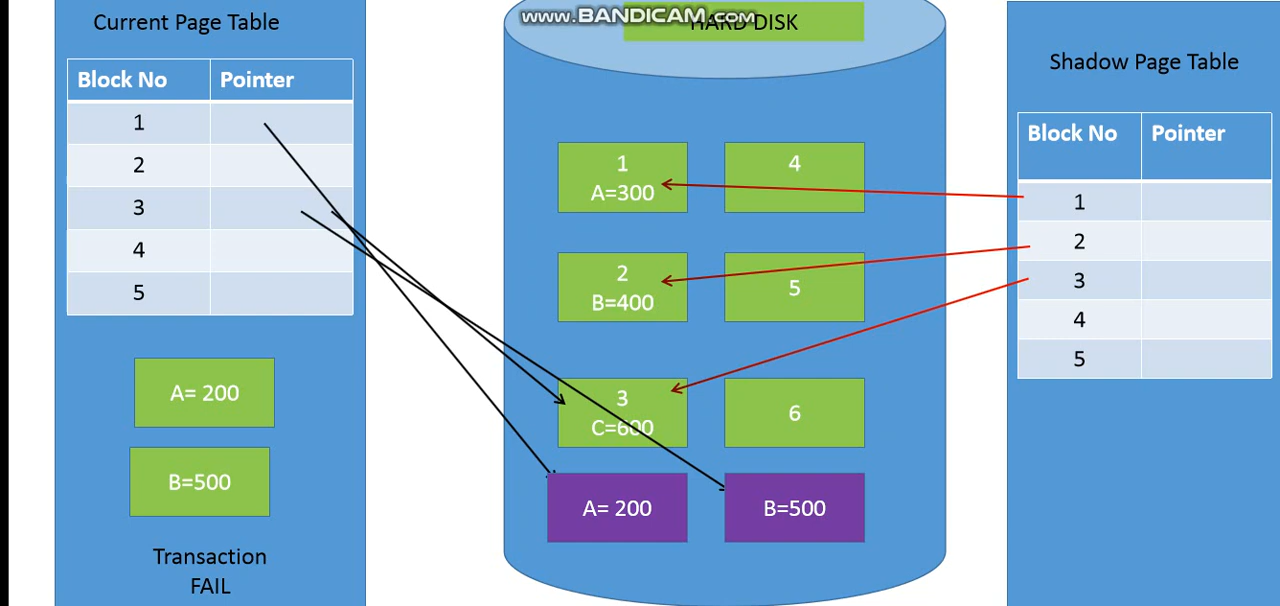 Current Page Table
Block No Pointer
1
2
3
4
5
A= 200
B=500
Transaction
FAIL
www.BANDICAM.com
HARD DISK
1
A=300
4
2
B=400
5
3
C=600
6
A= 200
B=500
Shadow Page Table
Block No Pointer
1
2
3
4
5